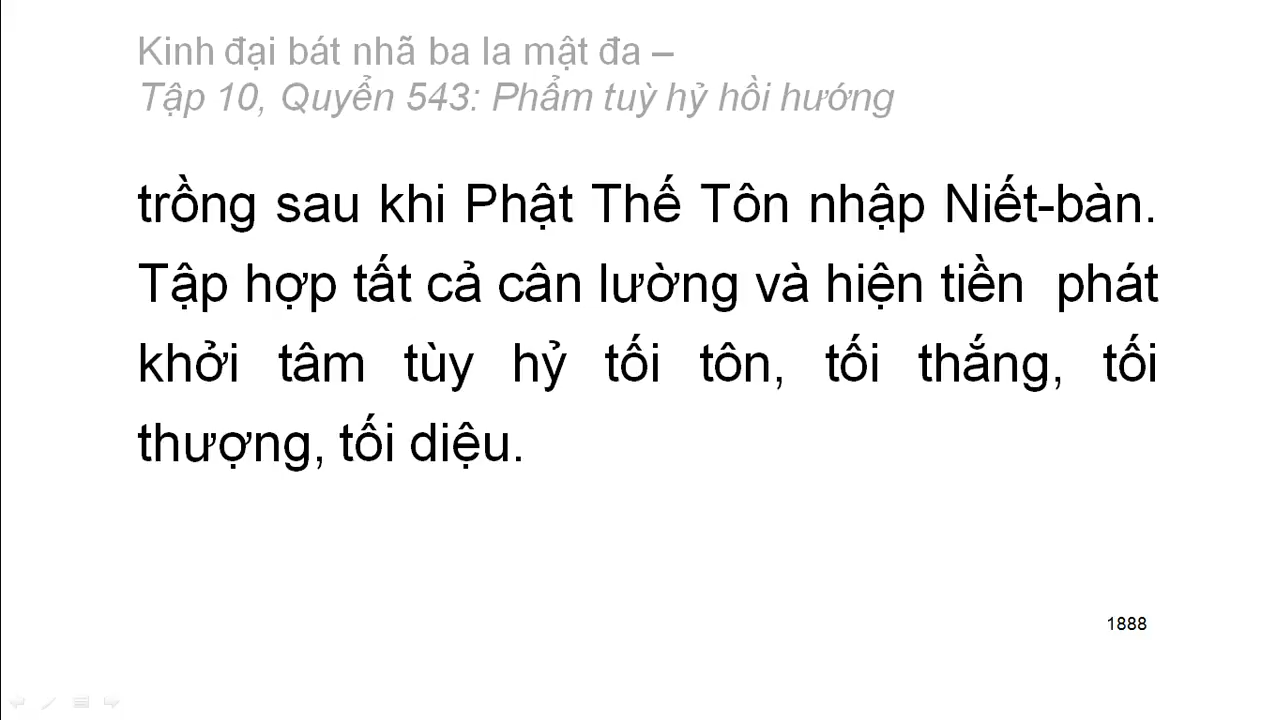 Kinh đại bát nhã ba la mật đa –
Tập 10, Quyển 543: Phẩm tuỳ hỷ hồi hướng
trồng sau khi Phật Thế Tôn nhập Niết-bàn.
Tập hợp tất cả cân lường và hiện tiền  phát
khởi tâm tùy hỷ tối tôn, tối thắng, tối
thượng, tối diệu.
1888